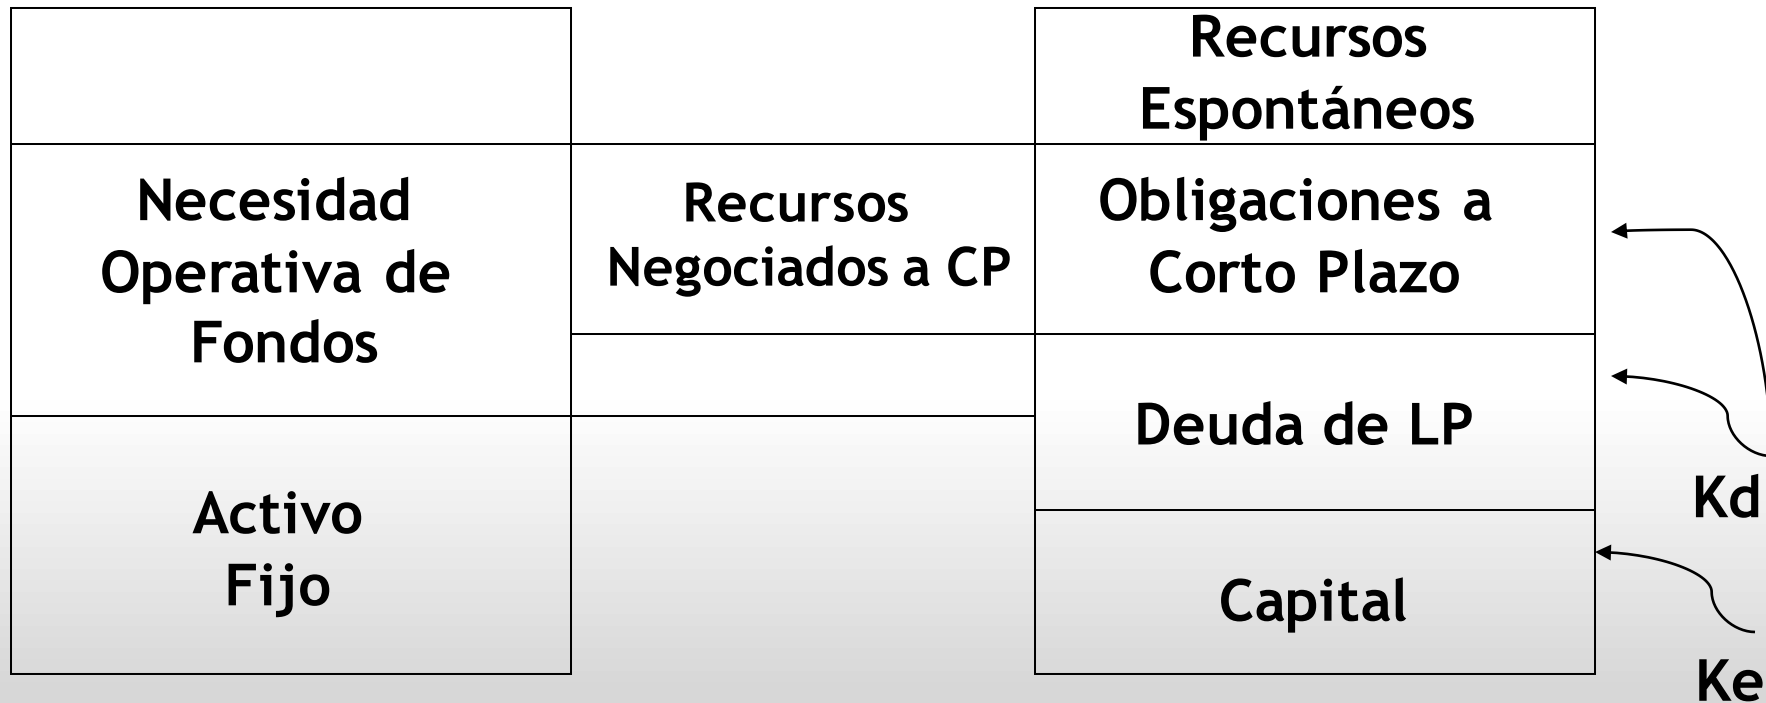 Recursos
Espontáneos
Necesidad
Operativa de
Fondos
Recursos
Negociados a CP
Obligaciones a
Corto Plazo
Deuda de LP
Kd
Activo
Fijo
Capital
Ke